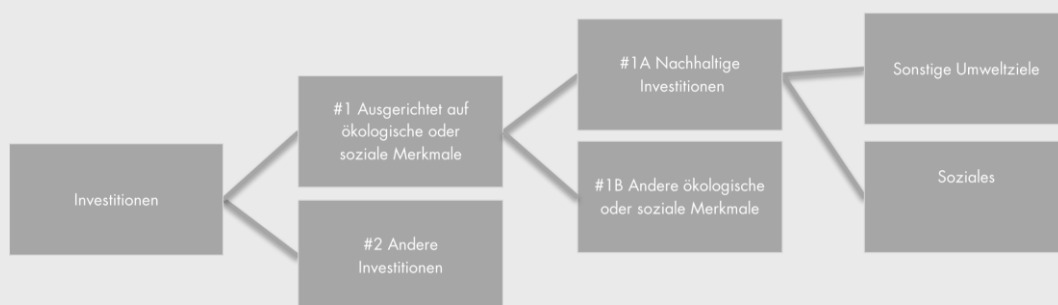 Investitionen
#1 Ausgerichtet auf
ökologische oder
soziale Merkmale
#2 Andere
Investitionen
#1A Nachhaltige
Investitionen
#1B Andere ökologische
oder soziale Merkmale
Sonstige Umweltziele
Soziales